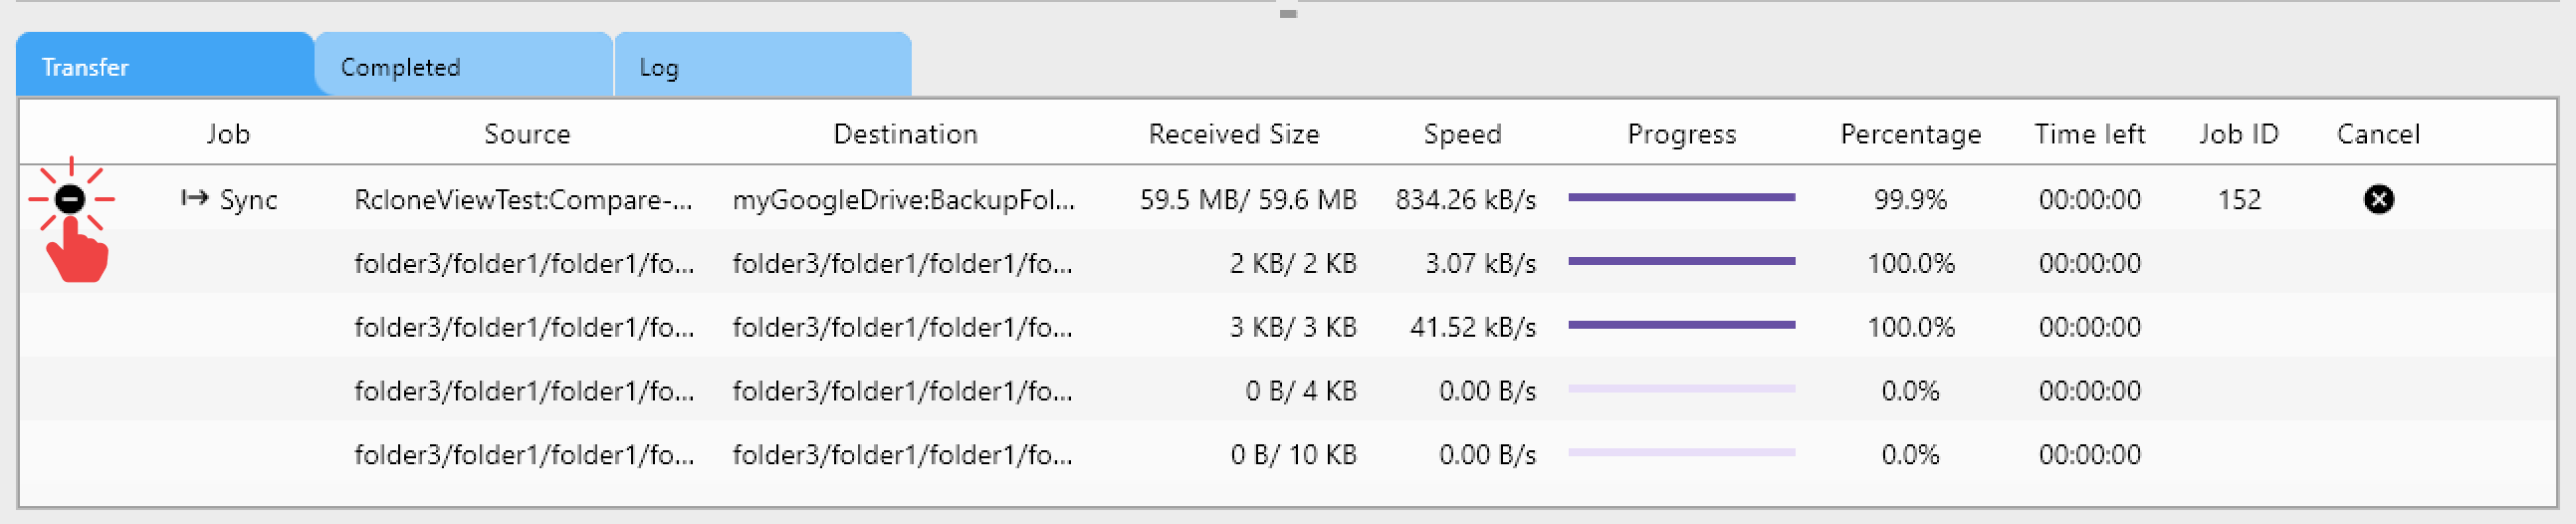 Transfer Completed Log
Job Source Destination Received Size Speed Progress Percentage Time left Job ID Cancel
Sync RcloneViewTest:Compare-... myGoogleDrive:BackupFol... 59.5 MB/ 59.6 MB 834.26 kB/s 99.9% 00:00:00 152
folder3/folder1/folder1/fo... folder3/folder1/folder1/fo... 2 KB/ 2 KB 3.07 kB/s 100.0% 00:00:00
folder3/folder1/folder1/fo... folder3/folder1/folder1/fo... 3 KB/ 3 KB 41.52 kB/s 100.0% 00:00:00
folder3/folder1/folder1/fo... folder3/folder1/folder1/fo... 0 B/ 4 KB 0.00 B/s 0.0% 00:00:00
folder3/folder1/folder1/fo... folder3/folder1/folder1/fo... 0 B/ 10 KB 0.00 B/s 0.0% 00:00:00